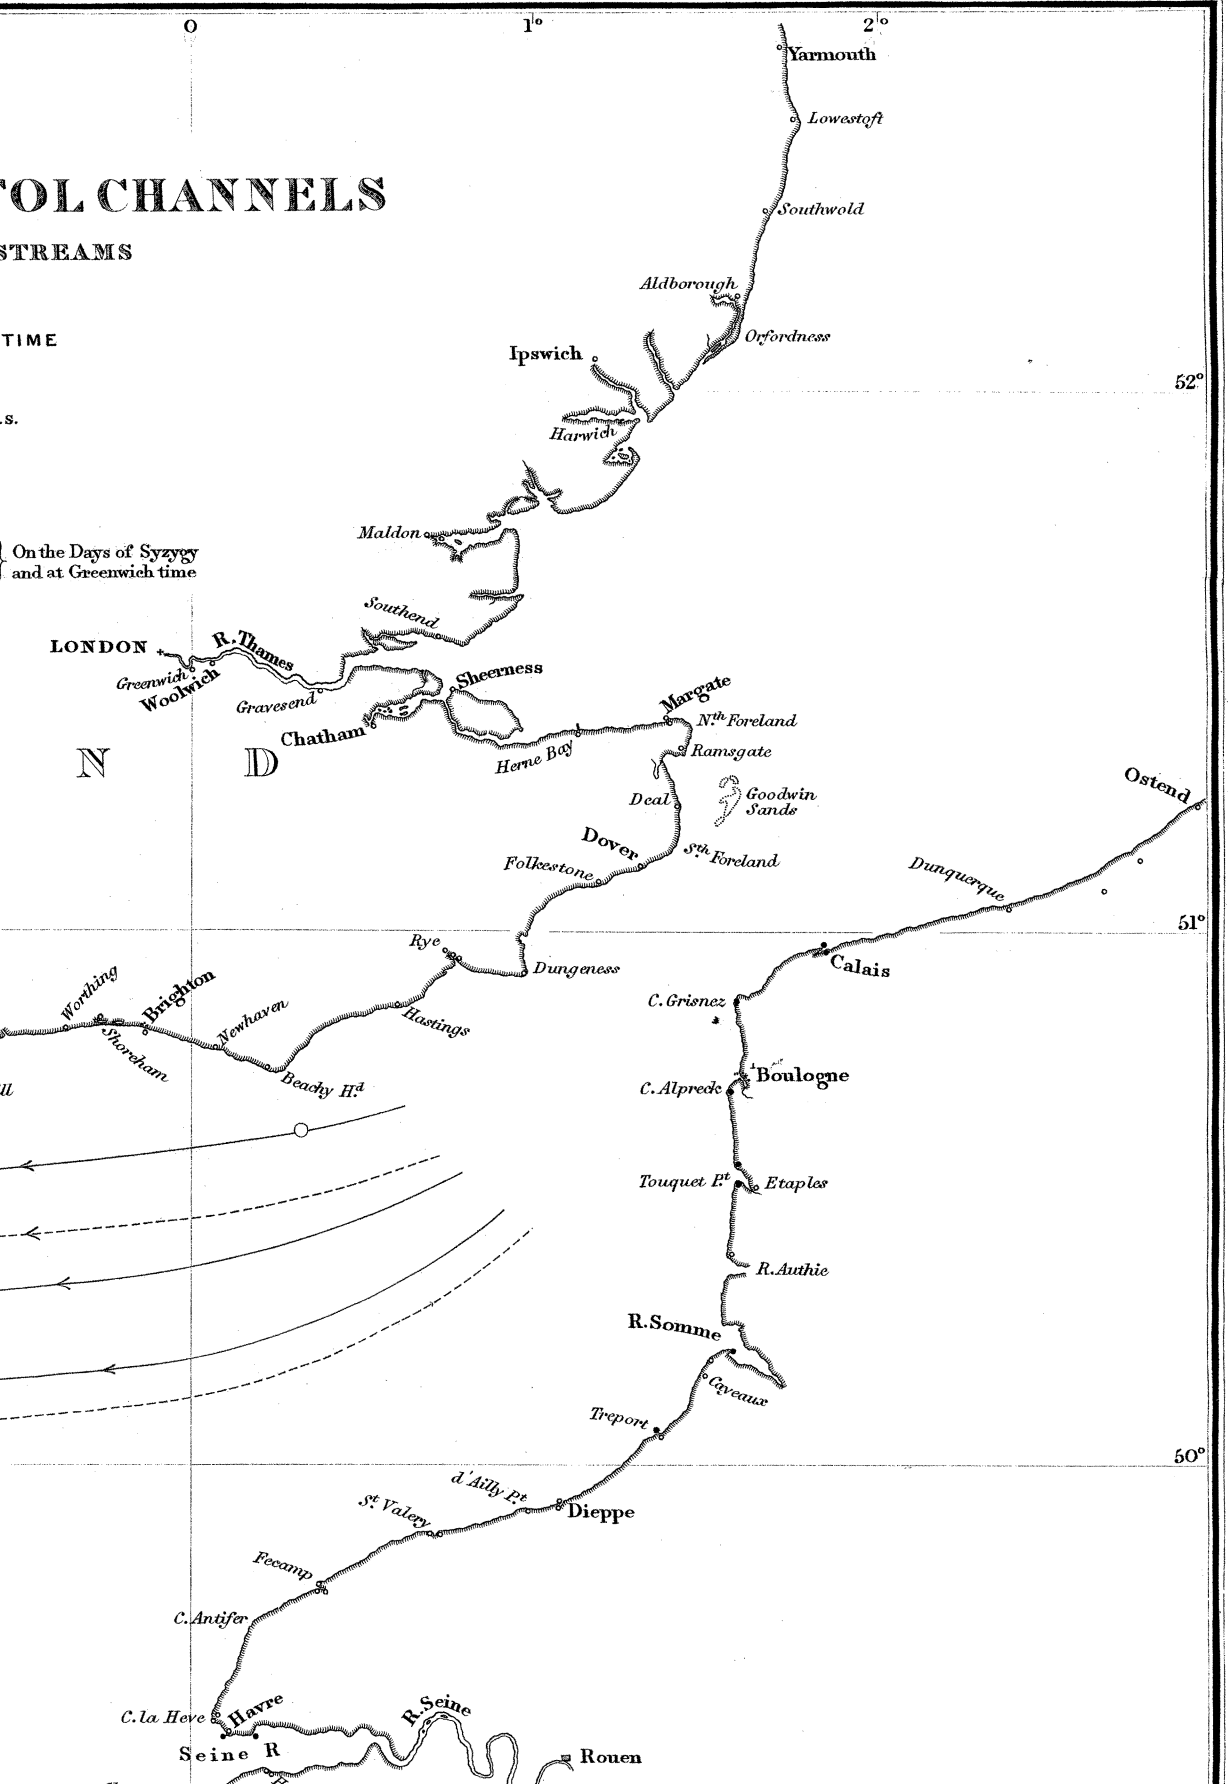 0 1° 2°
Yarmouth
Lowestoft
TOL CHANNELS
Southwold
STREAMS
Aldborough
TIME
Orfordness
Ipswich
52°
.S.
Harwich
Maldon
On the Days of Syzygy
and at Greenwich time
Southend
LONDON
R. Thames
Greenwich
Woolwich
Gravesend
Sheerness
Margate
Nth Foreland
Chatham
Herne Bay
Ramsgate
N D
Ostend
Deal
Goodwin
Sands
Dover
Sth Foreland
Folkestone
Dunquerque
51°
Rye
Dungeness
Calais
Worthing
Brighton
C. Grisnez
Newhaven
Hastings
Shoreham
Beachy Hd
Boulogne
ll
C. Alpreck
Touquet Pt
Etaples
R. Authie
R. Somme
Caveaux
Treport
50°
d'Ailly Pt
St Valery
Dieppe
Fecamp
C. Antifer
C. la Heve
Havre
R. Seine
Seine R
Rouen